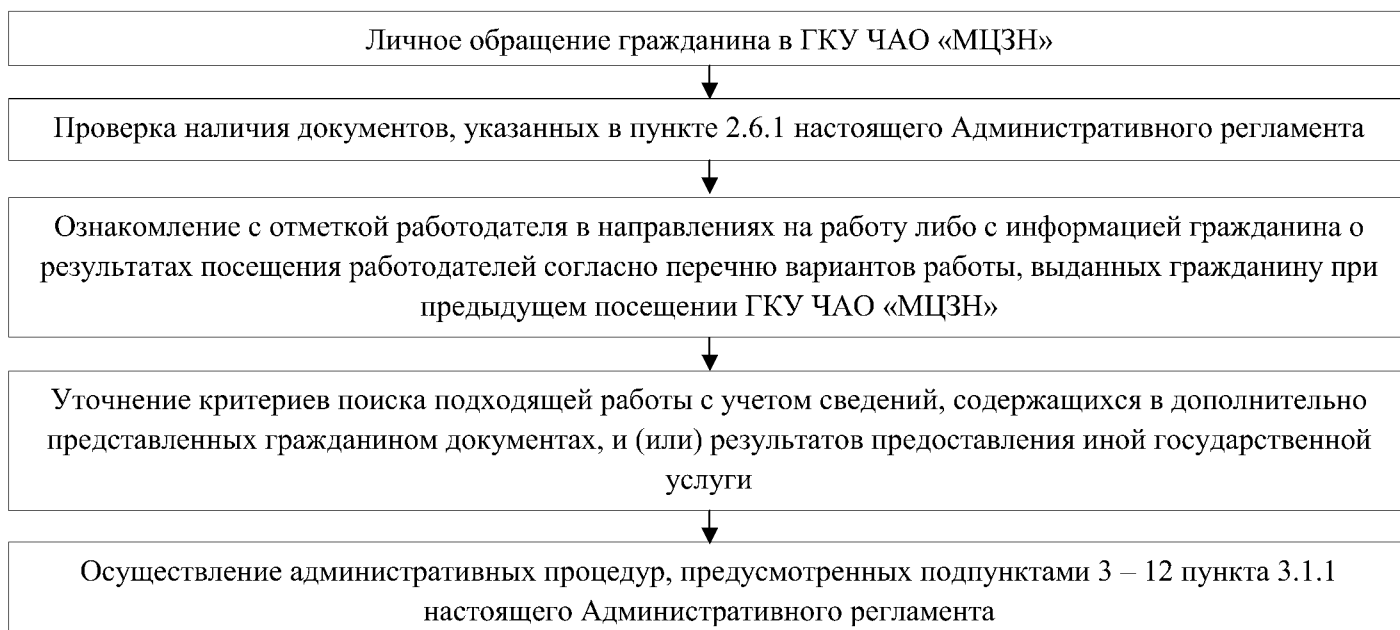 Личное обращение гражданина в ГКУ ЧАО «МЦЗН»
Проверка наличия документов, указанных в пункте 2.6.1 настоящего Административного регламента
Ознакомление с отметкой работодателя в направлениях на работу либо с информацией гражданина о
результатах посещения работодателей согласно перечню вариантов работы, выданных гражданину при
предыдущем посещении ГКУ ЧАО «МЦЗН»
Уточнение критериев поиска подходящей работы с учетом сведений, содержащихся в дополнительно
представленных гражданином документах, и (или) результатов предоставления иной государственной
услуги
Осуществление административных процедур, предусмотренных подпунктами 3 – 12 пункта 3.1.1
настоящего Административного регламента